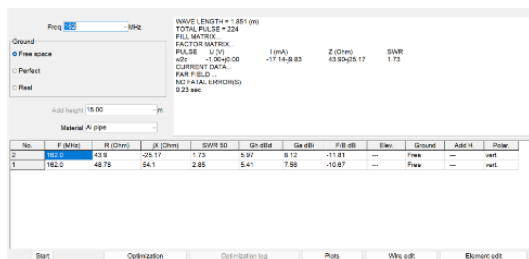 Freq 162 MHz
Ground
Free space
Perfect
Real
Add height 15.00 m
Material Al pipe
WAVE LENGTH = 1.851 (m)
TOTAL PULSE = 224
FILL MATRIX...
FACTOR MATRIX...
PULSE U (V) I (mA) Z (Ohm) SWR
w2c -1.00+j0.00 -17.14-j9.83 43.90-j25.17 1.73
CURRENT DATA...
FAR FIELD ...
NO FATAL ERROR(S)
0.23 sec
No. F (MHz) R (Ohm) jX (Ohm) SWR 50 Gh dBd Ga dBi F/B dB Elev. Ground Add H. Polar.
2 162.0 43.9 -25.17 1.73 5.97 8.12 -11.81 --- Free --- vert.
1 162.0 48.78 54.1 2.85 5.41 7.56 -10.67 --- Free --- vert.
Start Optimization Optimization log Plots Wire edit Element edit